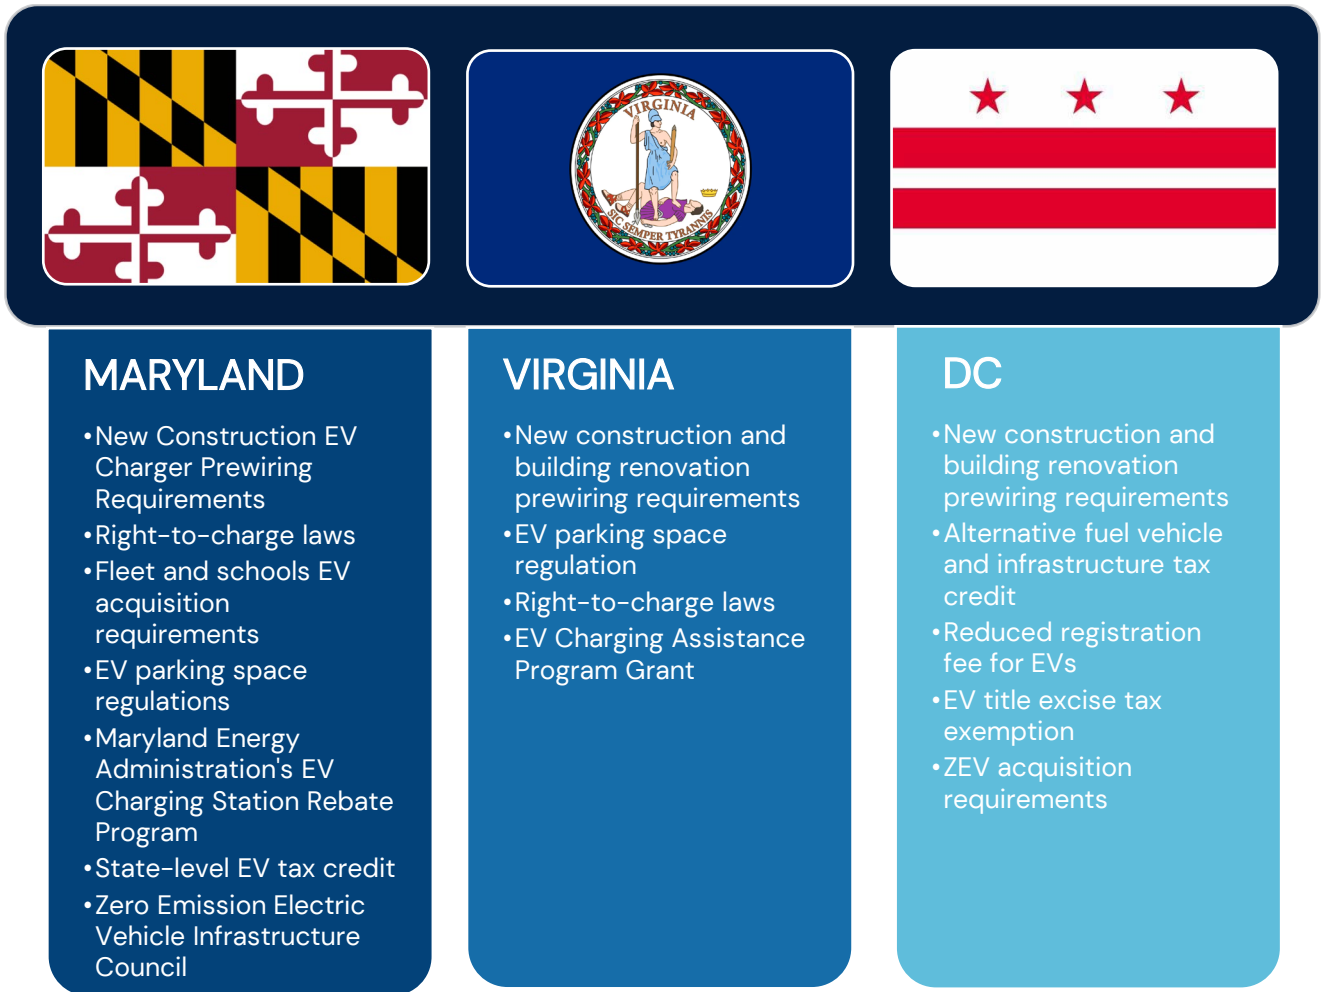 VIRGINIA
SIC SEMPER TYRANNIS
MARYLAND
•New Construction EV
Charger Prewiring
Requirements
•Right-to-charge laws
•Fleet and schools EV
acquisition
requirements
•EV parking space
regulations
•Maryland Energy
Administration's EV
Charging Station Rebate
Program
•State-level EV tax credit
•Zero Emission Electric
Vehicle Infrastructure
Council
VIRGINIA
•New construction and
building renovation
prewiring requirements
•EV parking space
regulation
•Right-to-charge laws
•EV Charging Assistance
Program Grant
DC
•New construction and
building renovation
prewiring requirements
•Alternative fuel vehicle
and infrastructure tax
credit
•Reduced registration
fee for EVs
•EV title excise tax
exemption
•ZEV acquisition
requirements